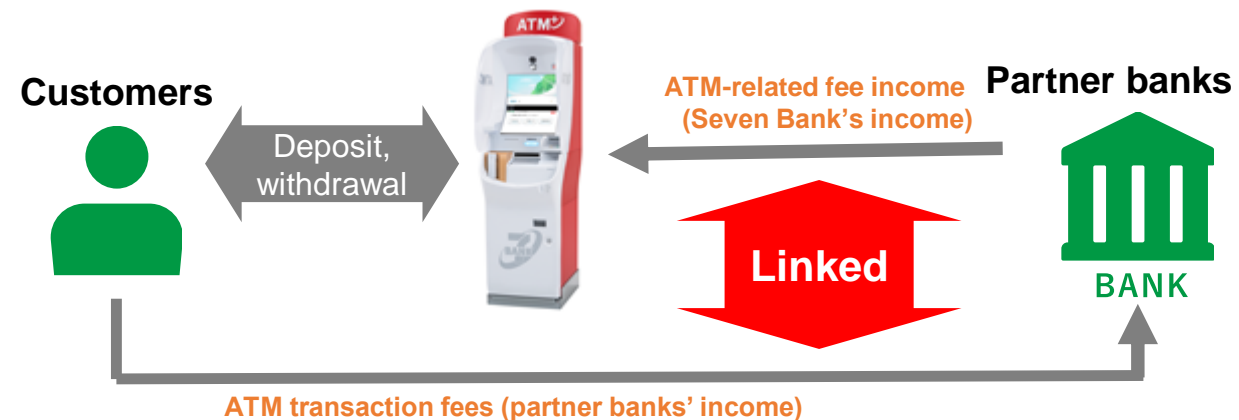 ATM
Customers
ATM-related fee income
(Seven Bank's income)
Partner banks
Deposit,
withdrawal
Linked
BANK
BANK
ATM transaction fees (partner banks' income)